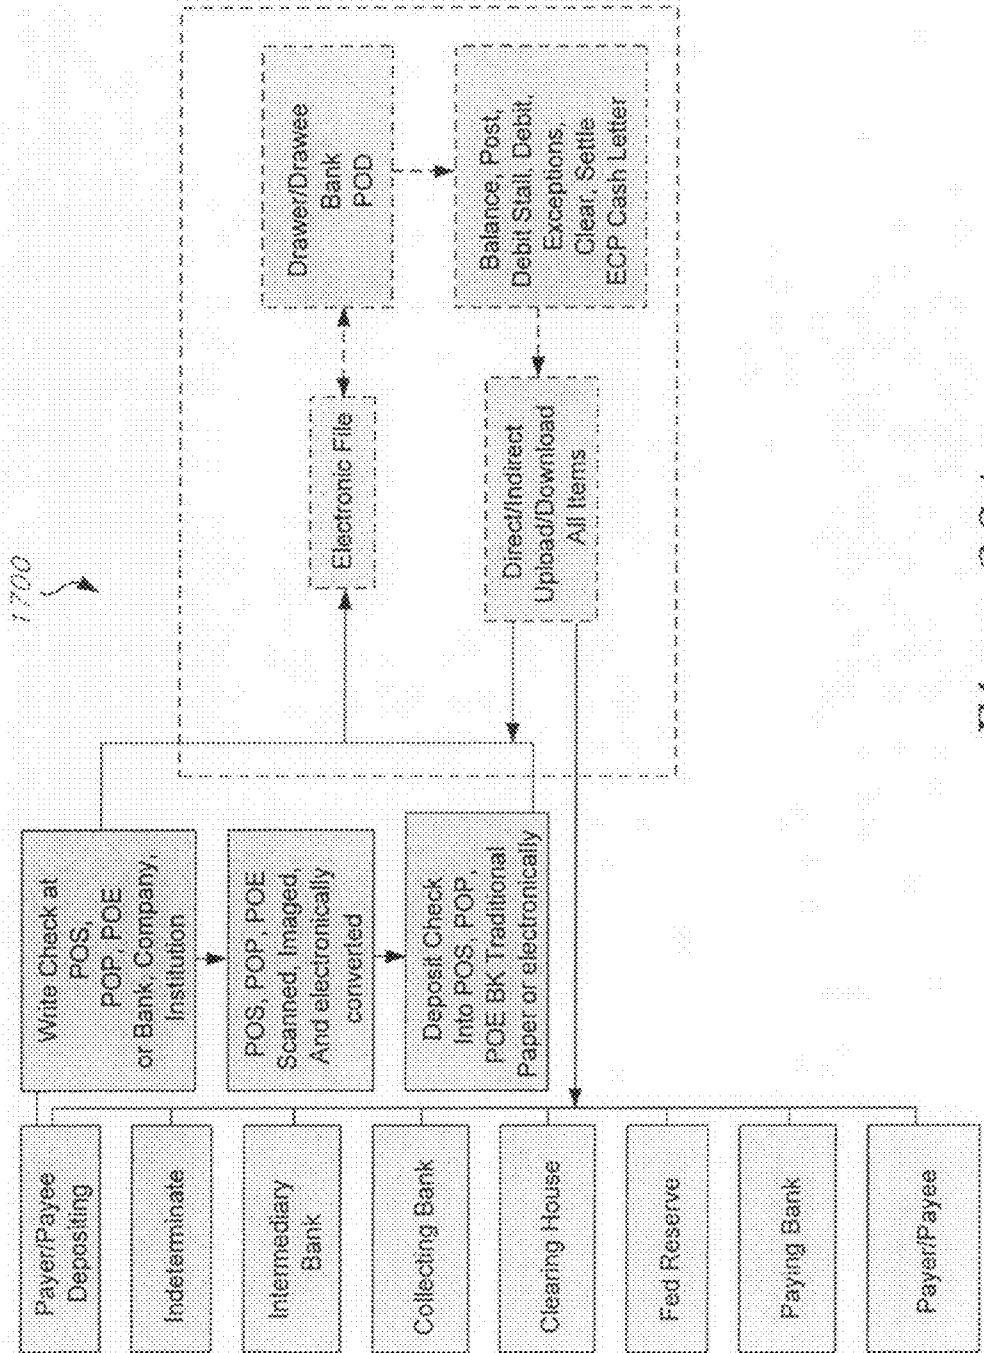 1700
Payer/Payee
Depositing
Indeterminate
Intermediary
Bank
Collecting Bank
Clearing House
Fed Reserve
Paying Bank
Payer/Payee
Write Check at
POS,
POP, POE
or Bank, Company,
Institution
POS, POP, POE
Scanned, Imaged,
And electronically
converted
Deposit Check
Into POS, POP,
POE BK Traditional
Paper or electronically
Electronic File
Direct/Indirect
Upload/Download
All Items
Drawer/Drawee
Bank
POD
Balance, Post,
Debit Stall, Debit,
Exceptions,
Clear, Settle
ECP Cash Letter